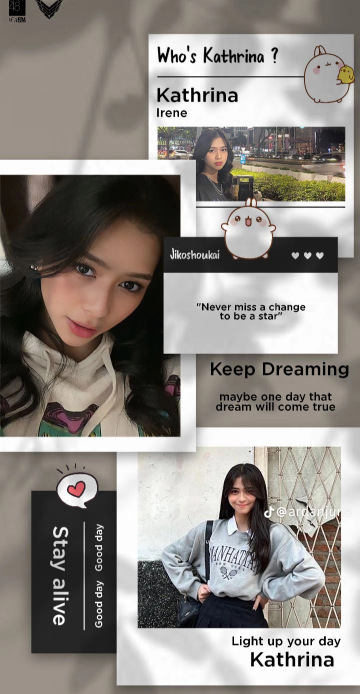 Who's Kathrina ?
Kathrina
Irene
Jikoshoukai
"Never miss a change
to be a star"
Keep Dreaming
maybe one day that
dream will come true
Stay alive
Good day Good day
MANHATTAN
Light up your day
Kathrina